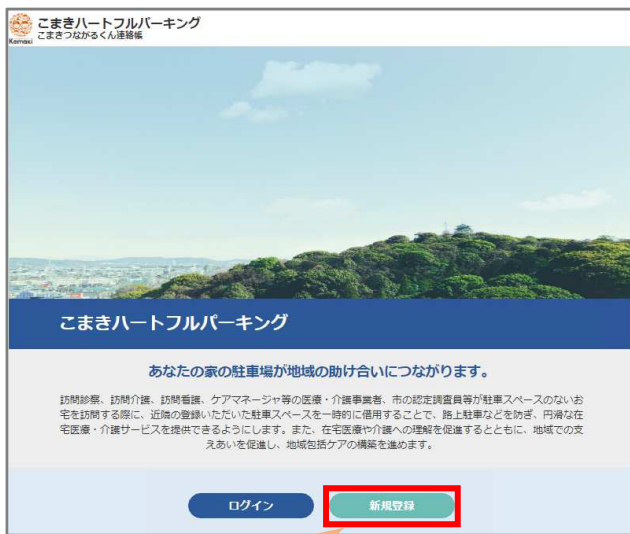 こまきハートフルパーキング
こまきつながるくん連絡帳
Komaki
こまきハートフルパーキング
あなたの家の駐車場が地域の助け合いにつながります。
訪問診察、訪問介護、訪問看護、ケアマネージャ等の医療・介護事業者、市の認定調査員等が駐車スペースのないお
宅を訪問する際に、近隣の登録いただいた駐車スペースを一時的に借用することで、路上駐車などを防ぎ、円滑な在
宅医療・介護サービスを提供できるようにします。また、在宅医療や介護への理解を促進するとともに、地域での支
えあいを促進し、地域包括ケアの構築を進めます。
ログイン
新規登録